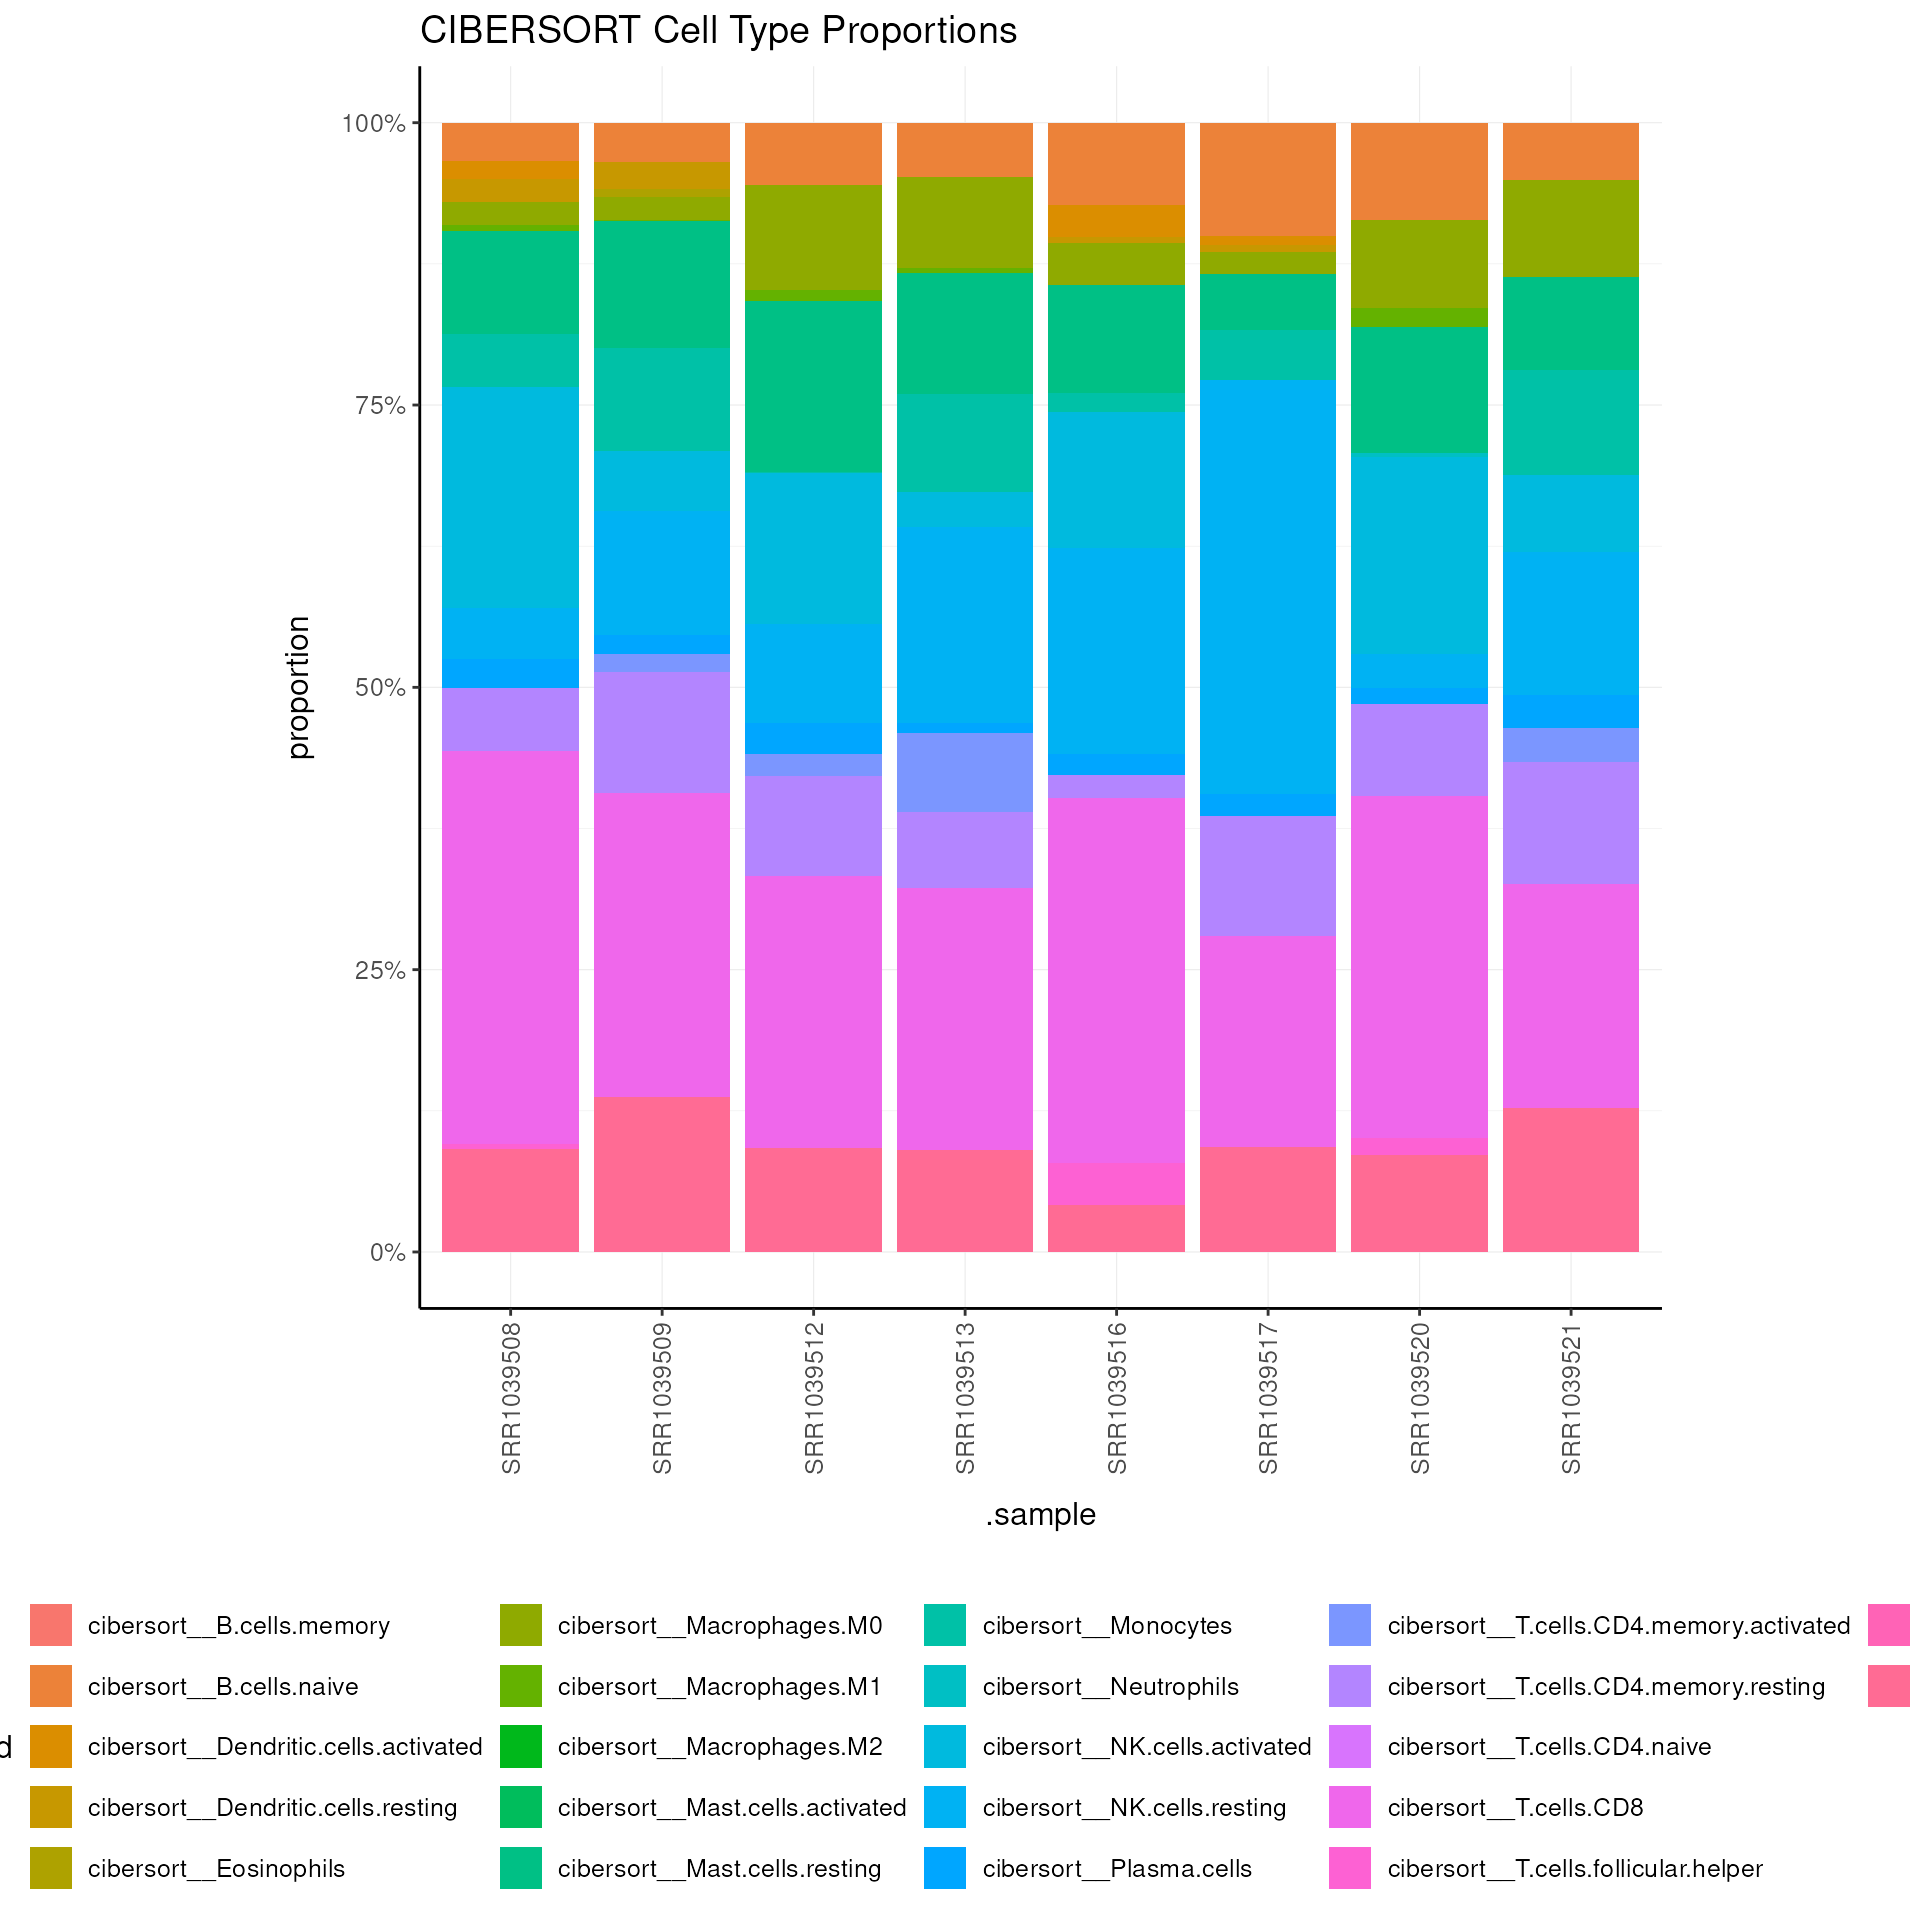 CIBERSORT Cell Type Proportions
100%
75%
50%
25%
0%
proportion
SRR1039508
SRR1039509
SRR1039512
SRR1039513
SRR1039516
SRR1039517
SRR1039520
SRR1039521
.sample
cibersort__B.cells.memory
cibersort__B.cells.naive
d
cibersort__Dendritic.cells.activated
cibersort__Dendritic.cells.resting
cibersort__Eosinophils
cibersort__Macrophages.M0
cibersort__Macrophages.M1
cibersort__Macrophages.M2
cibersort__Mast.cells.activated
cibersort__Mast.cells.resting
cibersort__Monocytes
cibersort__Neutrophils
cibersort__NK.cells.activated
cibersort__NK.cells.resting
cibersort__Plasma.cells
cibersort__T.cells.CD4.memory.activated
cibersort__T.cells.CD4.memory.resting
cibersort__T.cells.CD4.naive
cibersort__T.cells.CD8
cibersort__T.cells.follicular.helper